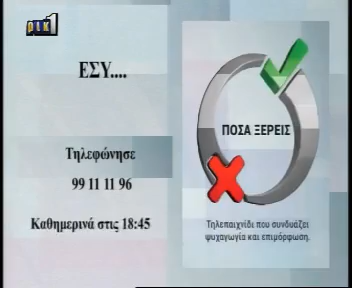 ΡΙΚ 1
ΕΣΥ....
Τηλεφώνησε
99 11 11 96
Καθημερινά στις 18:45
ΠΟΣΑ ΞΕΡΕΙΣ
Τηλεπαιχνίδι που συνδυάζει
ψυχαγωγία και επιμόρφωση.